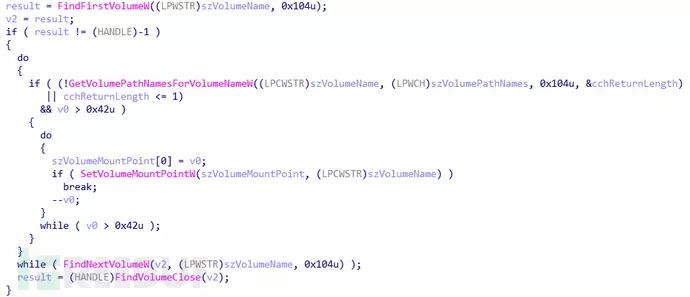 result = FindFirstVolumeW((LPWSTR)szVolumeName, 0x104u);
v2 = result;
if ( result != (HANDLE)-1 )
{
do
{
if ( (!GetVolumePathNamesForVolumeNameW((LPCWSTR)szVolumeName, (LPWCH)szVolumePathNames, 0x104u, &cchReturnLength)
|| cchReturnLength <= 1)
&& v0 > 0x42u )
{
do
{
szVolumeMountPoint[0] = v0;
if ( SetVolumeMountPointW(szVolumeMountPoint, (LPCWSTR)szVolumeName) )
break;
--v0;
}
while ( v0 > 0x42u );
}
}
while ( FindNextVolumeW(v2, (LPWSTR)szVolumeName, 0x104u) );
result = (HANDLE)FindVolumeClose(v2);
}